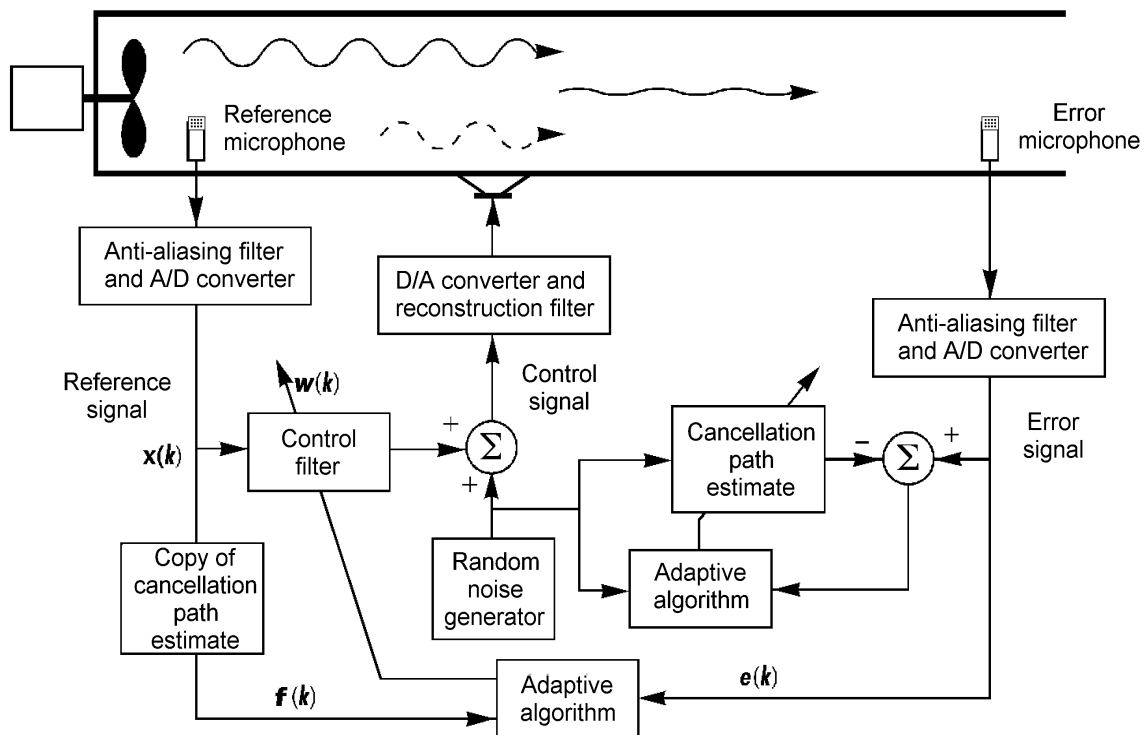 Reference
microphone
Error
microphone
Anti-aliasing filter
and A/D converter
D/A converter and
reconstruction filter
Anti-aliasing filter
and A/D converter
Reference
signal
x(k)
w(k)
Control
filter
+
Σ
+
Control
signal
Cancellation
path
estimate
−
Σ
+
Error
signal
Copy of
cancellation
path
estimate
Random
noise
generator
Adaptive
algorithm
f(k)
Adaptive
algorithm
e(k)